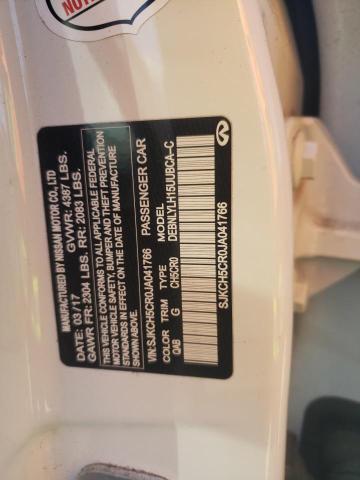 NOTI
MANUFACTURED BY NISSAN MOTOR CO., LTD
DATE: 03/17 GVWR: 4387 LBS.
GAWR FR: 2304 LBS. RR: 2083 LBS.
THIS VEHICLE CONFORMS TO ALL APPLICABLE FEDERAL
MOTOR VEHICLE SAFETY, BUMPER AND THEFT PREVENTION
STANDARDS IN EFFECT ON THE DATE OF MANUFACTURE
SHOWN ABOVE.
VIN:SJKCH5CR0JA041766 PASSENGER CAR
COLOR TRIM TYPE DEBNLYLH15UUBCA-C
QAB G CH5CR0
SJKCH5CR0JA041766